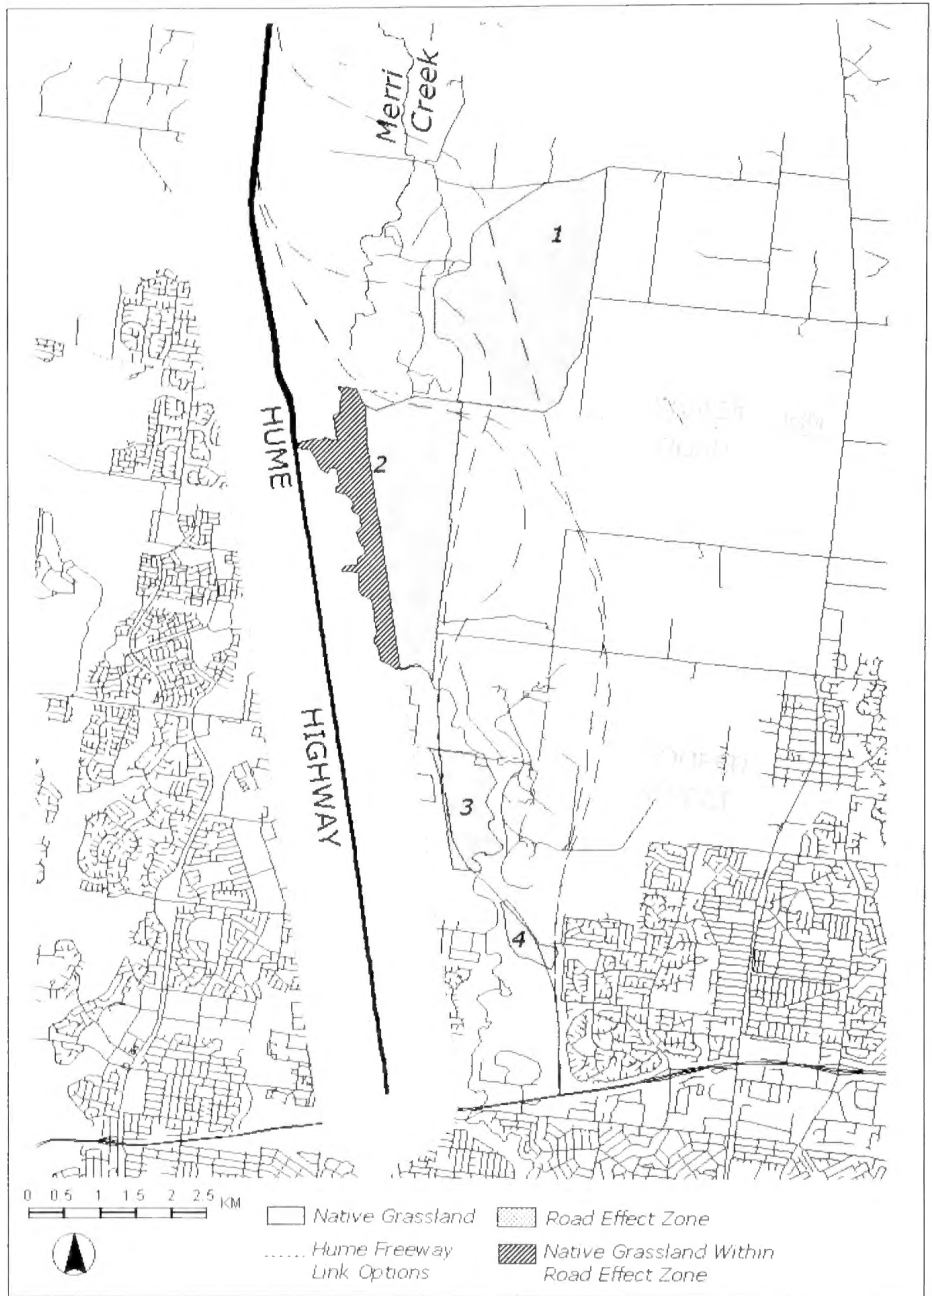 Merri
Creek
1
HUME
2
HIGHWAY
3
4
0 0.5 1 1.5 2 2.5 KM
Native Grassland
Road Effect Zone
Hume Freeway
Link Options
Native Grassland Within
Road Effect Zone